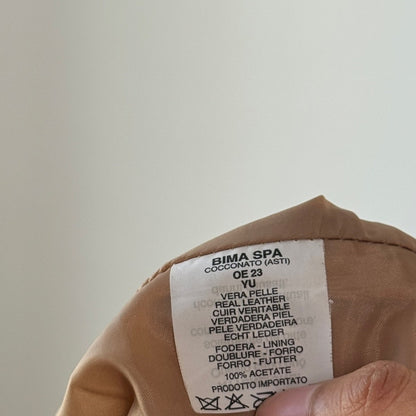 BIMA SPA
COCCONATO (ASTI)
OE 23
YU
VERA PELLE
REAL LEATHER
CUIR VERITABLE
VERDADERA PIEL
PELE VERDADEIRA
ECHT LEDER
FODERA - LINING
DOUBLURE - FORRO
FORRO - FUTTER
100% ACETATE
PRODOTTO IMPORTATO